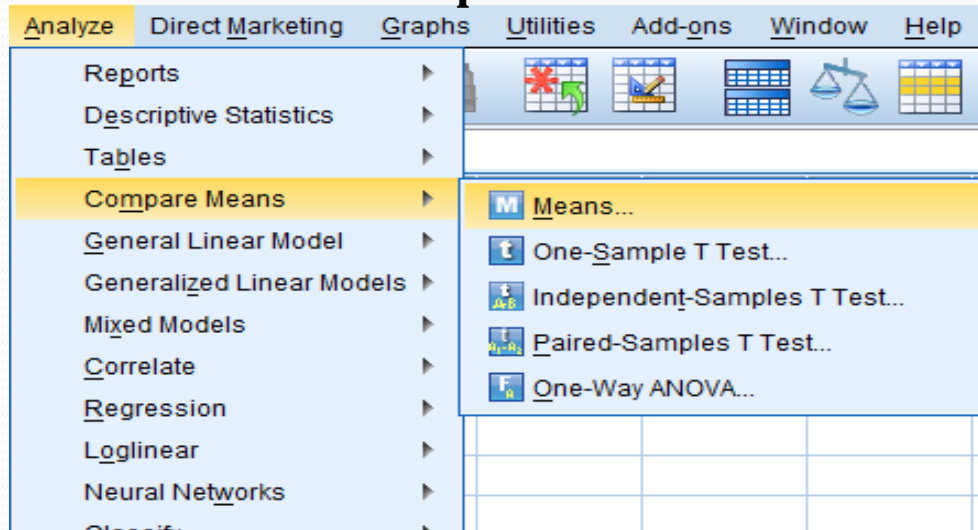 Analyze Direct Marketing Graphs Utilities Add-ons Window Help
Reports
Descriptive Statistics
Tables
Compare Means
General Linear Model
Generalized Linear Models
Mixed Models
Correlate
Regression
Loglinear
Neural Networks
M Means...
t One-Sample T Test...
Independent-Samples T Test...
Paired-Samples T Test...
One-Way ANOVA...